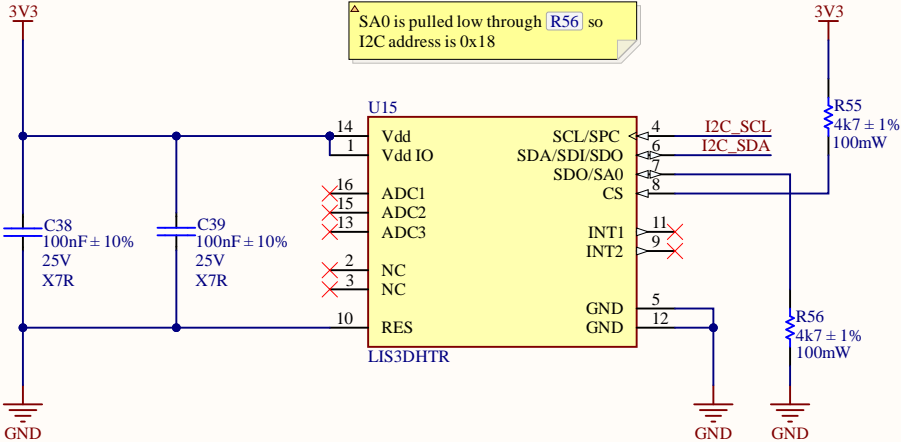 3V3
SA0 is pulled low through R56 so
I2C address is 0x18
3V3
U15
14 Vdd
1 Vdd IO
16 ADC1
15 ADC2
13 ADC3
2 NC
3 NC
10 RES
SCL/SPC 4 I2C_SCL
SDA/SDI/SDO 6 I2C_SDA
SDO/SA0 7
CS 8
INT1 11
INT2 9
GND 5
GND 12
LIS3DHTR
R55
4k7 ± 1%
100mW
C38
100nF ± 10%
25V
X7R
C39
100nF ± 10%
25V
X7R
R56
4k7 ± 1%
100mW
GND
GND
GND